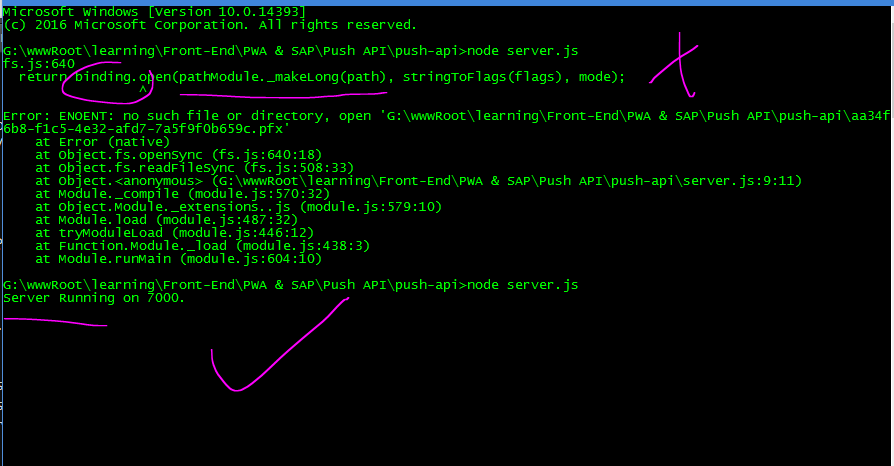 Microsoft Windows [Version 10.0.14393]
(c) 2016 Microsoft Corporation. All rights reserved.
G:\wwwRoot\learning\Front-End\PWA & SAP\Push API\push-api>node server.js
fs.js:640
return binding.open(pathModule._makeLong(path), stringToFlags(flags), mode);
^
Error: ENOENT: no such file or directory, open 'G:\wwwRoot\learning\Front-End\PWA & SAP\Push API\push-api\aa34f
6b8-f1c5-4e32-afd7-7a5f9f0b659c.pfx'
at Error (native)
at Object.fs.openSync (fs.js:640:18)
at Object.fs.readFileSync (fs.js:508:33)
at Object.<anonymous> (G:\wwwRoot\learning\Front-End\PWA & SAP\Push API\push-api\server.js:9:11)
at Module._compile (module.js:570:32)
at Object.Module._extensions..js (module.js:579:10)
at Module.load (module.js:487:32)
at tryModuleLoad (module.js:446:12)
at Function.Module._load (module.js:438:3)
at Module.runMain (module.js:604:10)
G:\wwwRoot\learning\Front-End\PWA & SAP\Push API\push-api>node server.js
Server Running on 7000.